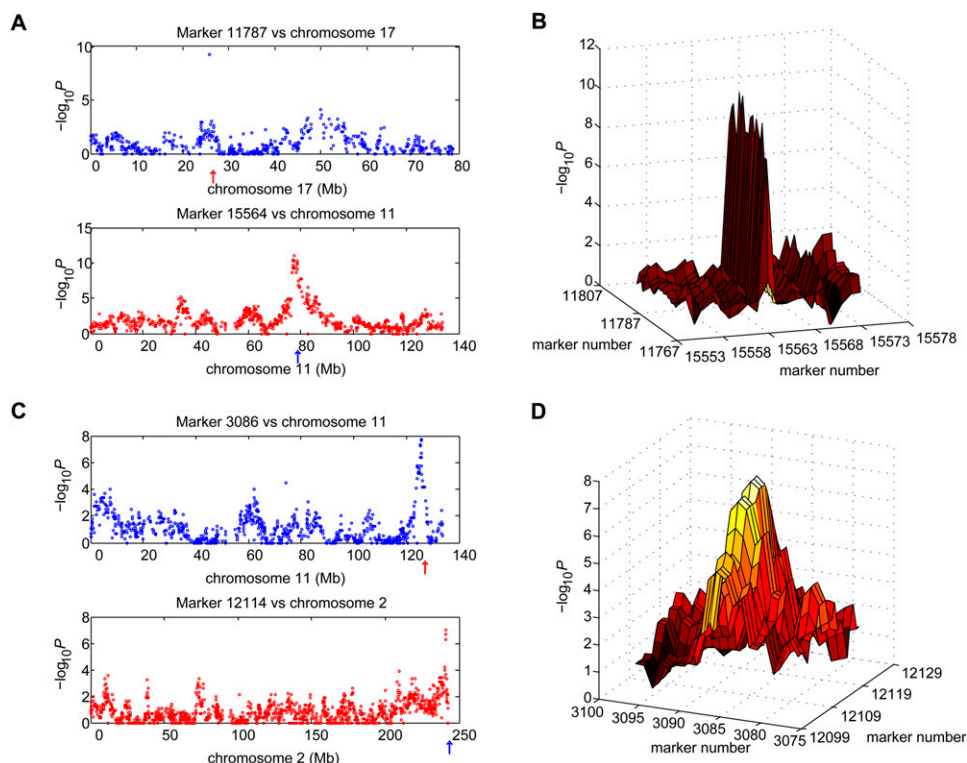 A
Marker 11787 vs chromosome 17
10
5
0
−log10P
0 10 20 30 40 50 60 70 80
chromosome 17 (Mb)
Marker 15564 vs chromosome 11
15
10
5
0
−log10P
0 20 40 60 80 100 120 140
chromosome 11 (Mb)
B
12
10
8
6
4
2
0
−log10P
11807
11787
11767
marker number
15553 15558 15563 15568 15573 15578
marker number
C
Marker 3086 vs chromosome 11
8
6
4
2
0
−log10P
0 20 40 60 80 100 120 140
chromosome 11 (Mb)
Marker 12114 vs chromosome 2
8
6
4
2
0
−log10P
0 50 100 150 200 250
chromosome 2 (Mb)
D
8
7
6
5
4
3
2
1
0
−log10P
3100 3095 3090 3085 3080 3075
marker number
12129
12119
12109
12099
marker number